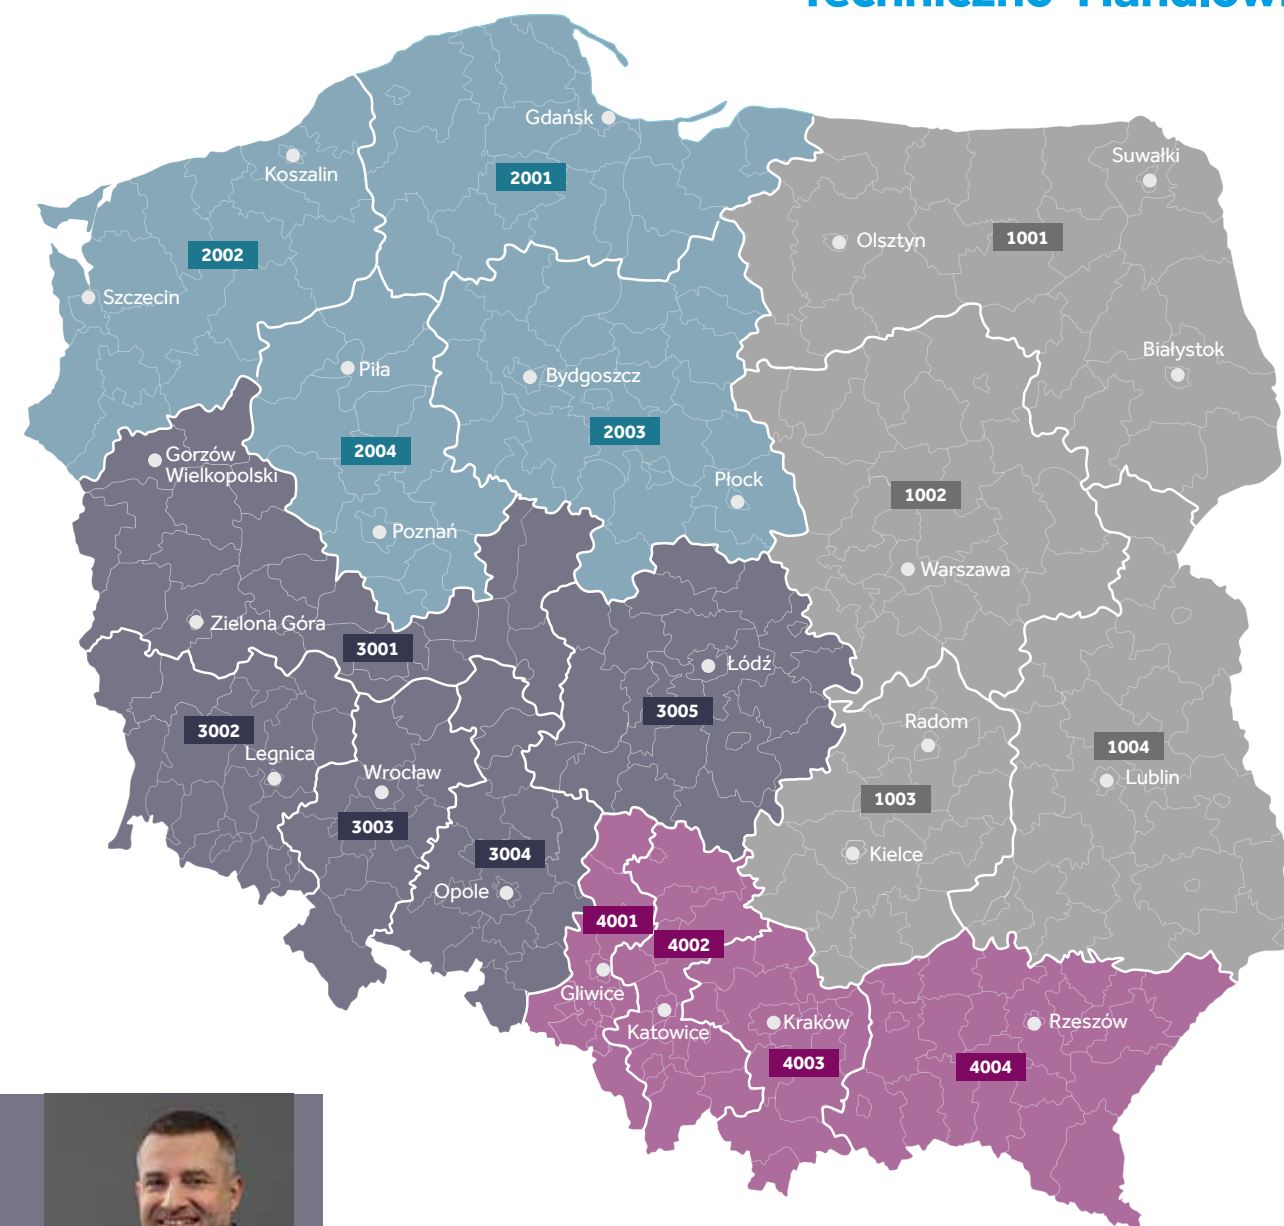 Techniczno-Handlow
Gdańsk
Koszalin
2001
Suwałki
2002
Olsztyn
1001
Szczecin
Piła
Bydgoszcz
Białystok
2003
2004
Gorzów
Wielkopolski
Płock
1002
Poznań
Warszawa
Zielona Góra
3001
Łódź
3005
3002
Radom
1004
Legnica
Wrocław
Lublin
1003
3003
3004
Kielce
Opole
4001
4002
Gliwice
Katowice
Kraków
Rzeszów
4003
4004